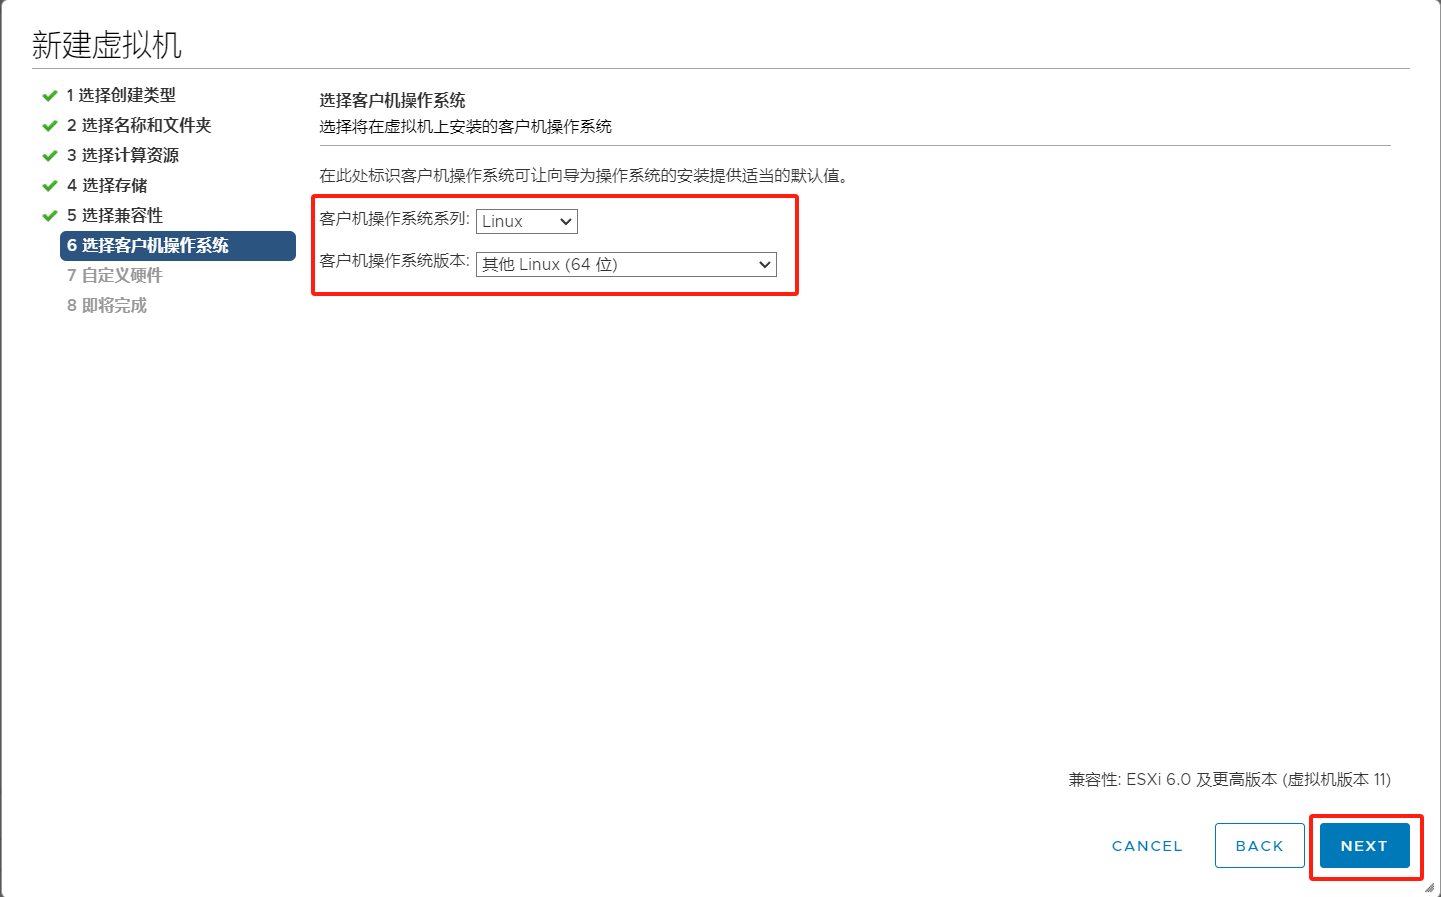 新建虚拟机
1 选择创建类型
2 选择名称和文件夹
3 选择计算资源
4 选择存储
5 选择兼容性
6 选择客户机操作系统
7 自定义硬件
8 即将完成
选择客户机操作系统
选择将在虚拟机上安装的客户机操作系统
在此处标识客户机操作系统可让向导为操作系统的安装提供适当的默认值。
客户机操作系统系列: Linux
客户机操作系统版本: 其他 Linux (64 位)
兼容性: ESXi 6.0 及更高版本 (虚拟机版本 11)
CANCEL BACK NEXT